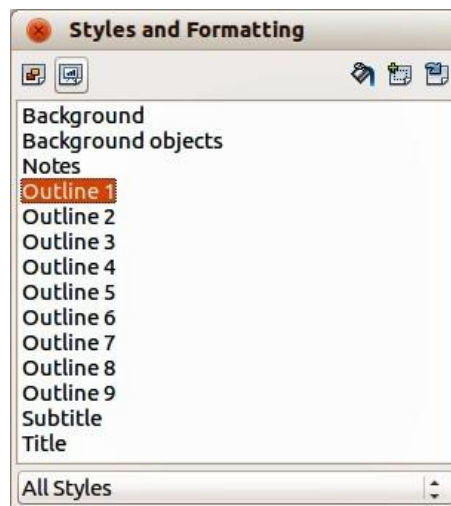 Styles and Formatting
Background
Background objects
Notes
Outline 1
Outline 2
Outline 3
Outline 4
Outline 5
Outline 6
Outline 7
Outline 8
Outline 9
Subtitle
Title
All Styles